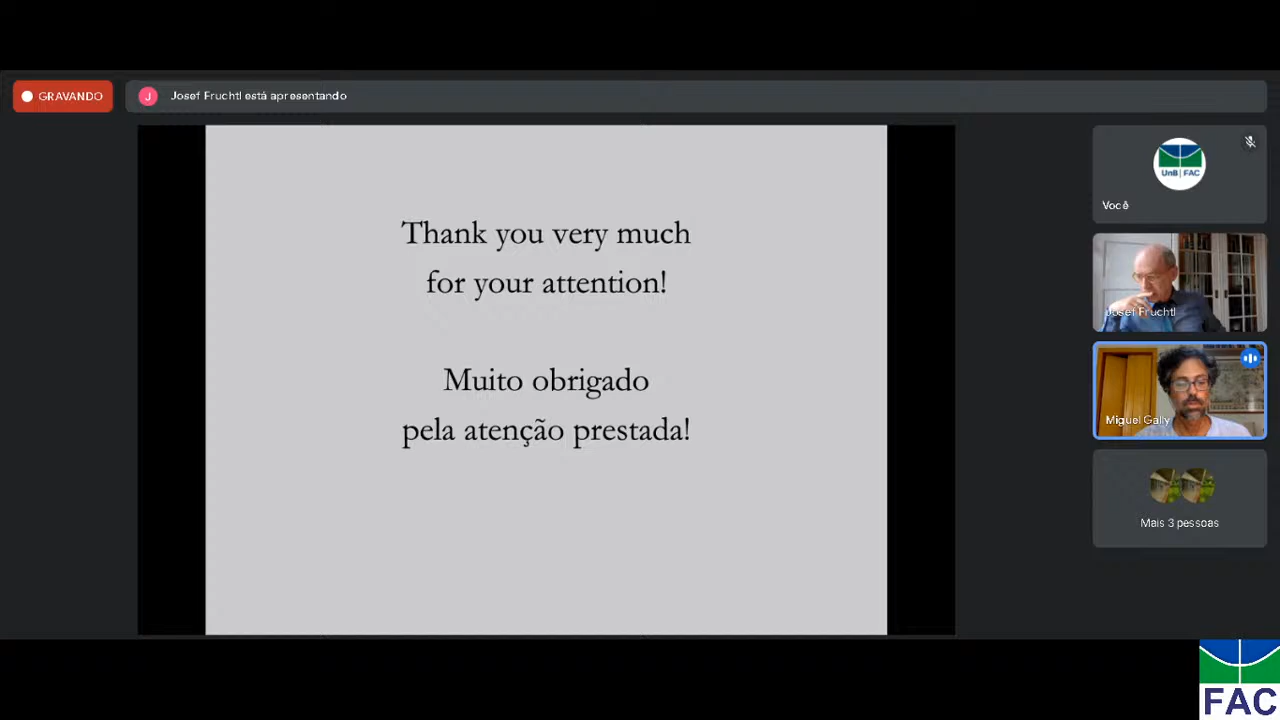 GRAVANDO
J
Josef Fruchtl está apresentando
Thank you very much
for your attention!
Muito obrigado
pela atenção prestada!
UnB | FAC
Você
Josef Fruchtl
Miguel Gally
Mais 3 pessoas
FAC